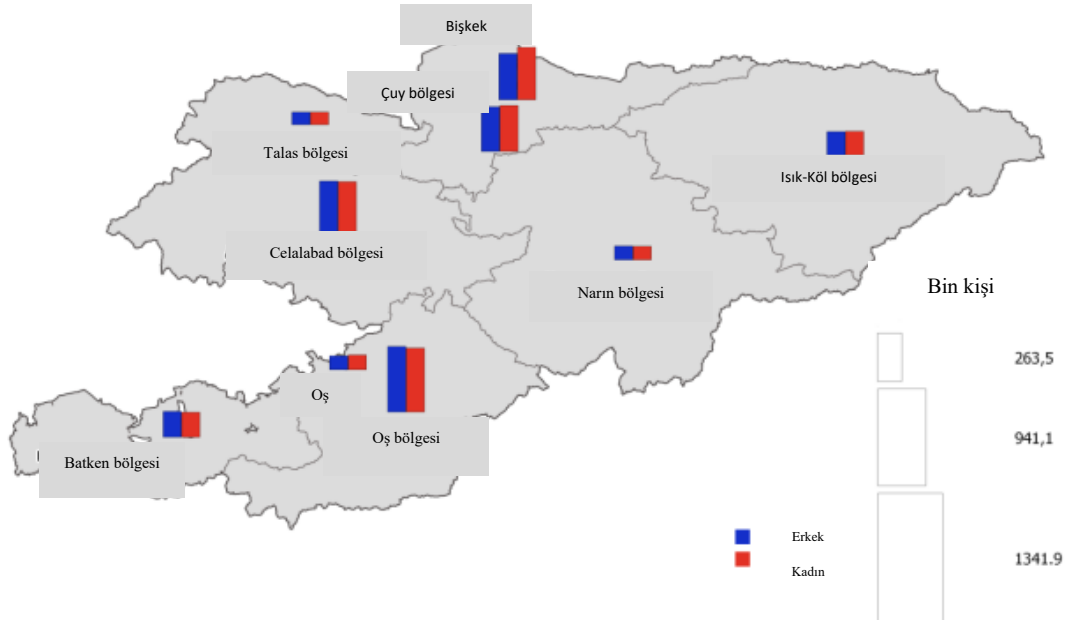 Bişkek
Çuy bölgesi
Talas bölgesi
Isık-Köl bölgesi
Celalabad bölgesi
Narın bölgesi
Bin kişi
263,5
Oş
941,1
Oş bölgesi
Batken bölgesi
Erkek
Kadın
1341.9